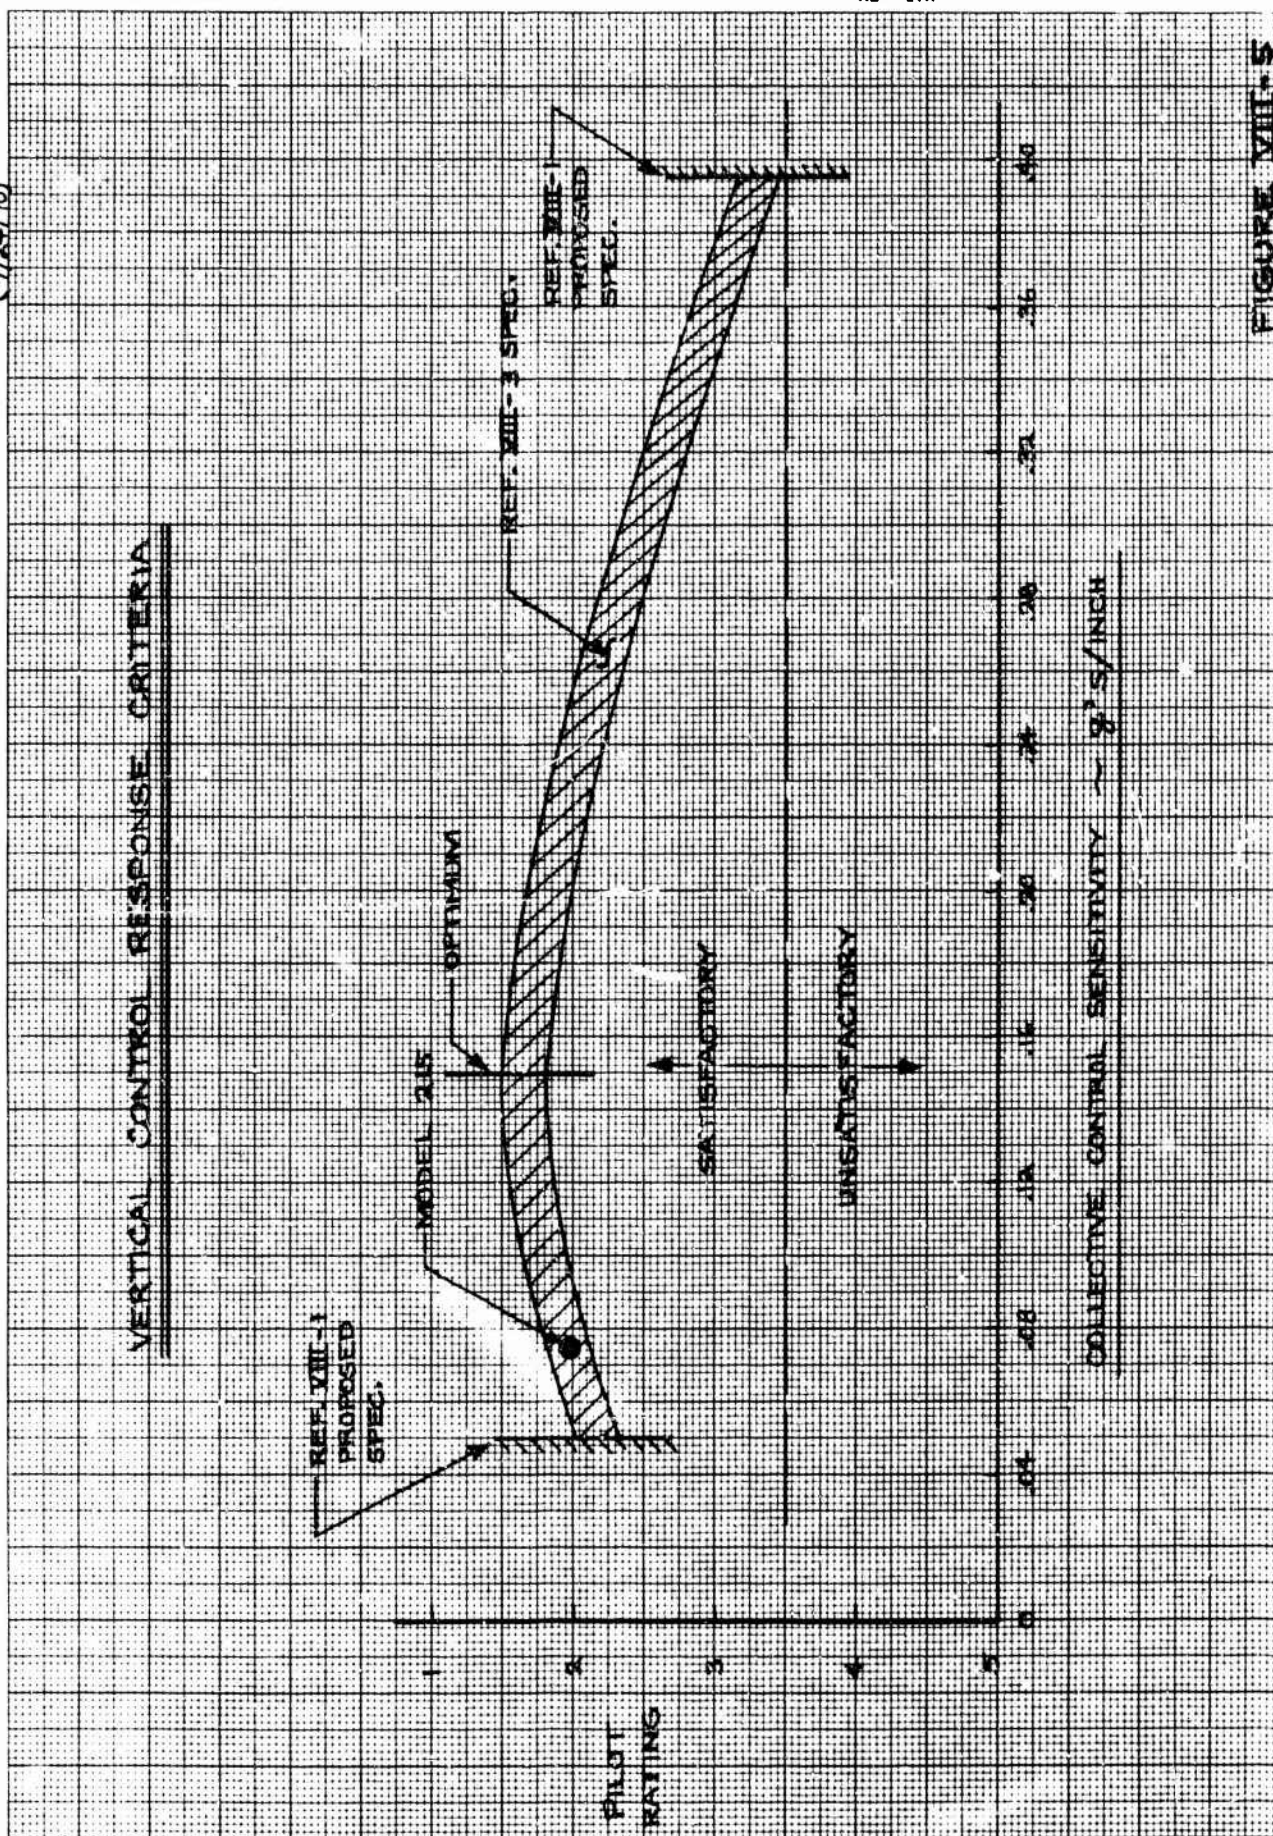 VERTICAL CONTROL RESPONSE CRITERIA
REF. VIII-1
PROPOSED
SPEC.
MODEL 215
OPTIMUM
REF. VIII-3 SPEC.
REF. VIII-1
PROPOSED
SPEC.
PILOT
RATING
1
2
3
4
5
SATISFACTORY
UNSATISFACTORY
0
.04
.08
.12
.16
.20
.24
.28
.32
.36
.40
COLLECTIVE CONTROL SENSITIVITY ~ g's/INCH
FIGURE VIII-5